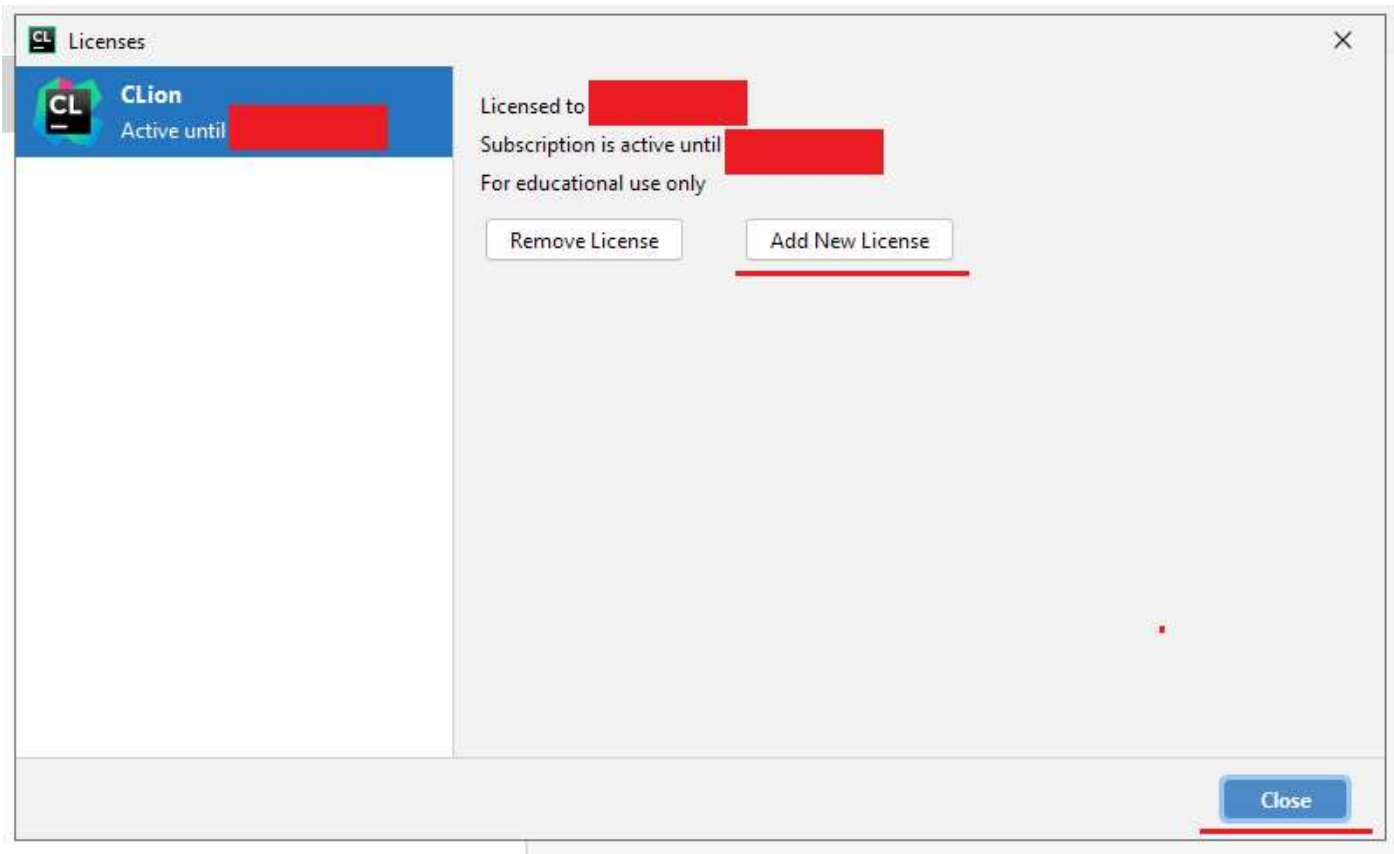 CL Licenses
CL CLion
Active until
Licensed to
Subscription is active until
For educational use only
Remove License Add New License
Close